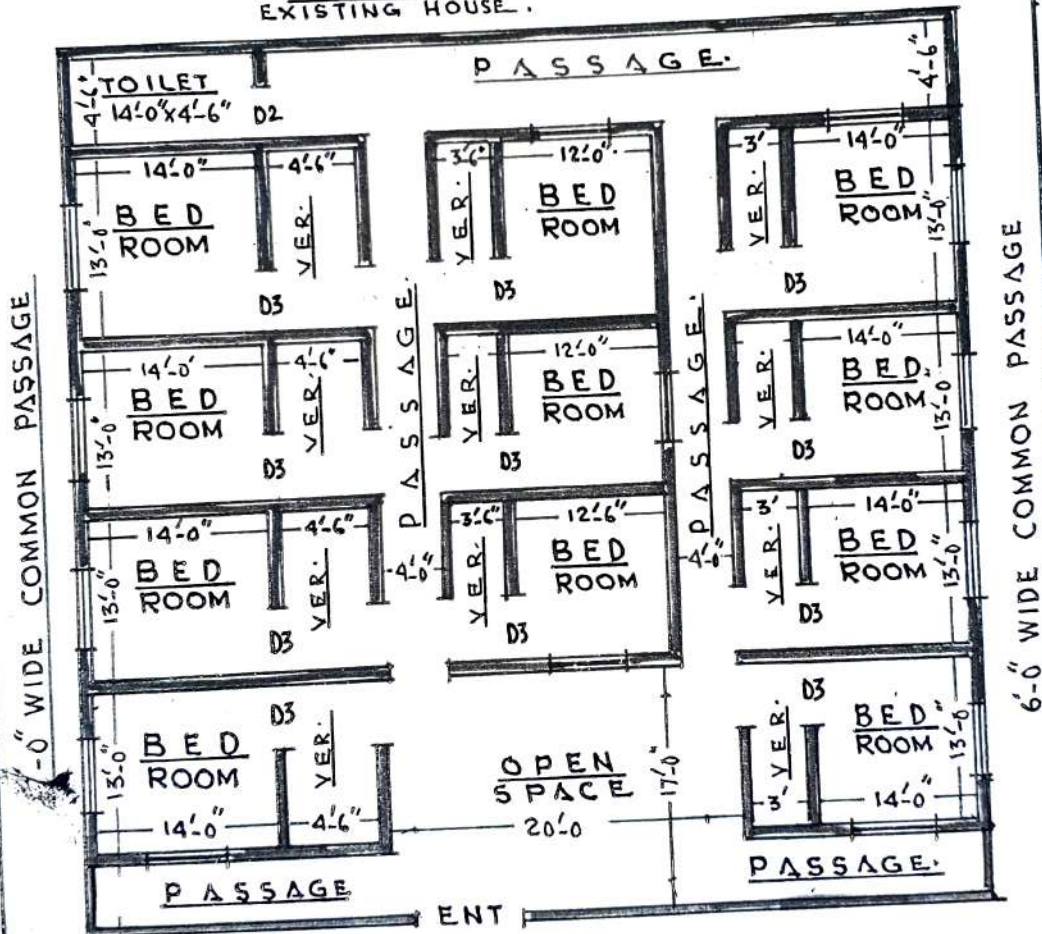 EXISTING HOUSE.
PASSAGE.
4'-6"
4'-6"
TOILET
14'-0"x4'-6"
D2
14'-0"
4'-6"
3'6"
12'-0"
3'
14'-0"
BED
ROOM
VER.
VER.
BED
ROOM
VER.
BED
ROOM
13'-0"
13'-0"
D3
D3
D3
PASSAGE.
PASSAGE.
14'-0"
4'-6"
12'-0"
14'-0"
BED
ROOM
VER.
VER.
BED
ROOM
VER.
BED
ROOM
13'-0"
13'-0"
D3
D3
D3
14'-0"
4'-6"
3'-6"
12'-6"
3'
14'-0"
BED
ROOM
VER.
4'-0"
VER.
BED
ROOM
4'-0"
VER.
BED
ROOM
13'-0"
13'-0"
D3
D3
D3
D3
D3
BED
ROOM
VER.
OPEN
SPACE
17'-0"
VER.
BED
ROOM
13'-0"
13'-0"
14'-0"
4'-6"
20'-0
3'
14'-0"
PASSAGE
PASSAGE.
ENT
-0" WIDE COMMON PASSAGE
6'-0" WIDE COMMON PASSAGE